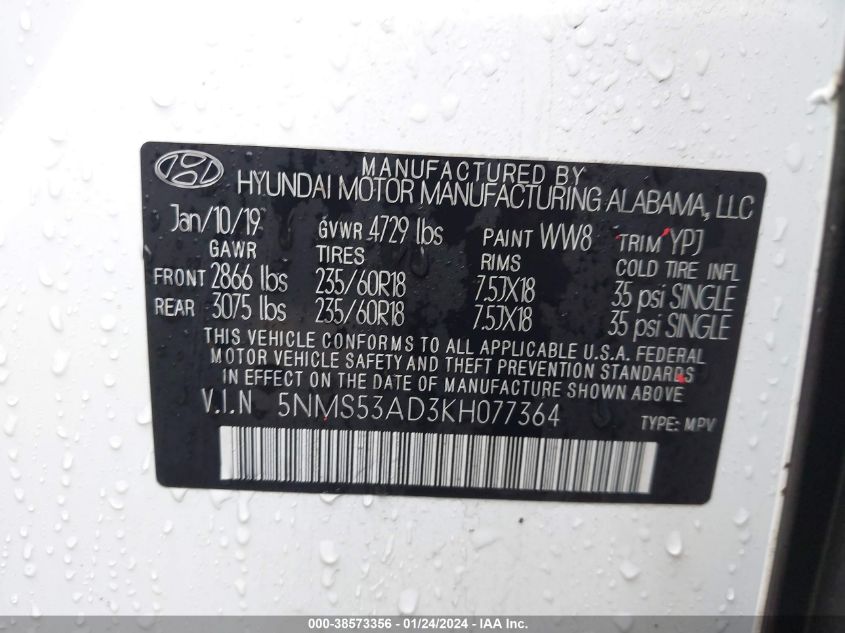 MANUFACTURED BY
HYUNDAI MOTOR MANUFACTURING ALABAMA, LLC
Jan/10/19 GVWR 4729 lbs PAINT WW8 TRIM YPJ
GAWR TIRES RIMS COLD TIRE INFL
FRONT 2866 lbs 235/60R18 7.5JX18 35 psi SINGLE
REAR 3075 lbs 235/60R18 7.5JX18 35 psi SINGLE
THIS VEHICLE CONFORMS TO ALL APPLICABLE U.S.A. FEDERAL
MOTOR VEHICLE SAFETY AND THEFT PREVENTION STANDARDS
IN EFFECT ON THE DATE OF MANUFACTURE SHOWN ABOVE
V.I.N 5NMS53AD3KH077364 TYPE: MPV
000-38573356 - 01/24/2024 - IAA Inc.